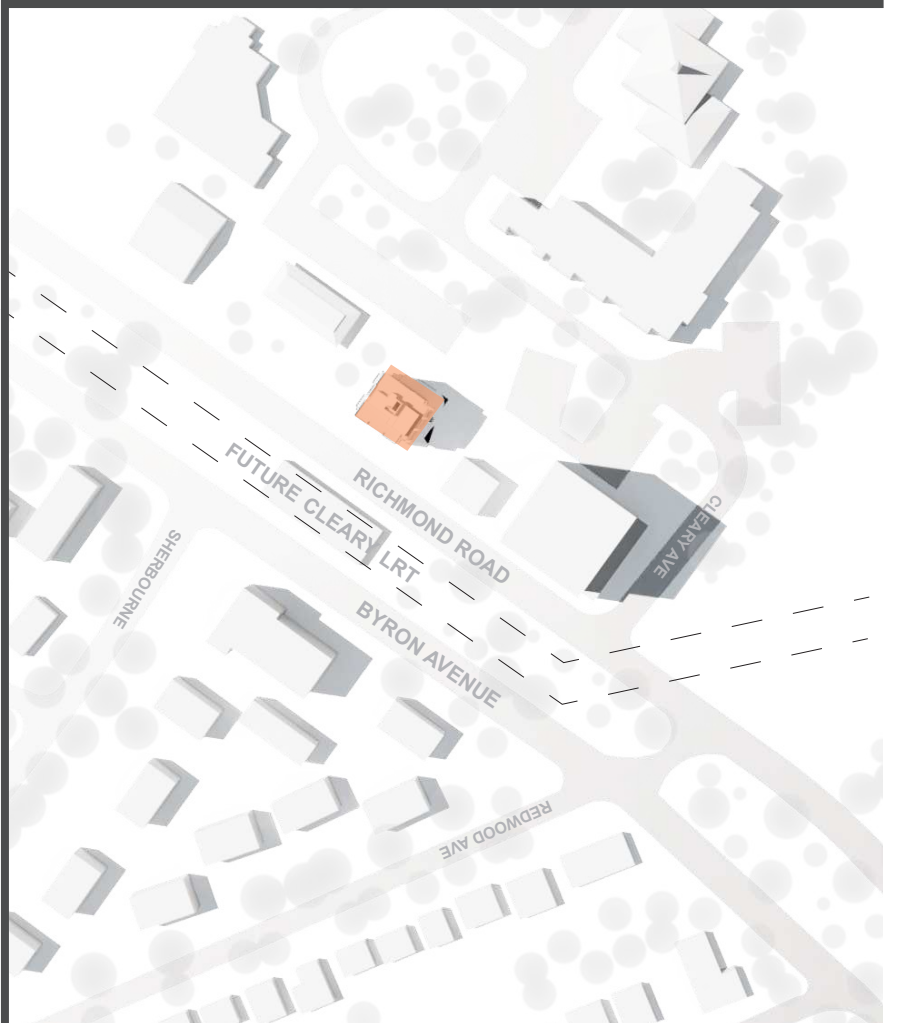 FUTURE CLEARY LRT
RICHMOND ROAD
CLEARY AVE
SHERBOURNE
BYRON AVENUE
REDWOOD AVE